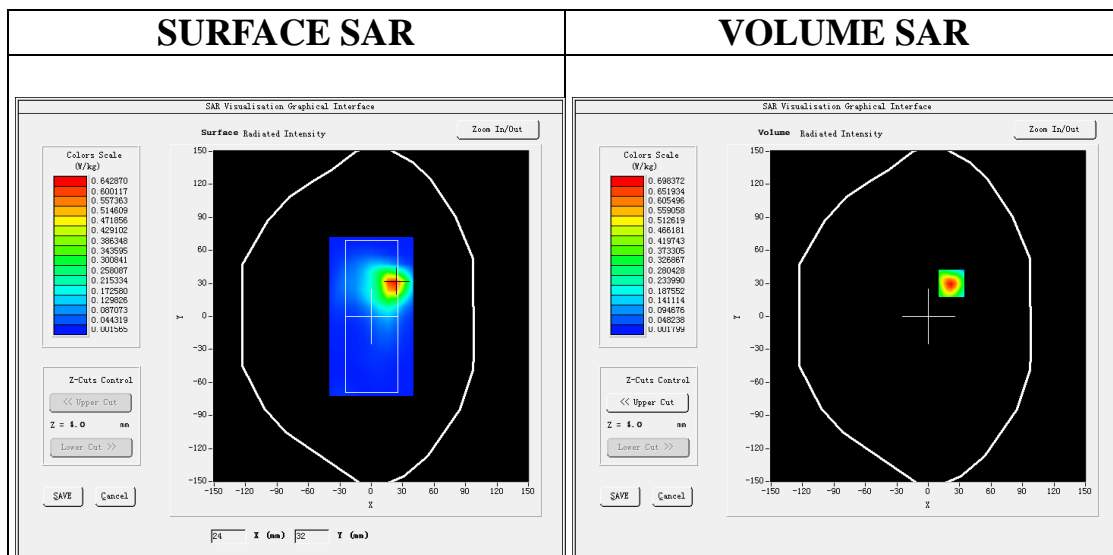 SURFACE SAR
VOLUME SAR
SAR Visualisation Graphical Interface
Surface Radiated Intensity
Zoom In/Out
Colors Scale
(W/kg)
0.642870
0.600117
0.557363
0.514609
0.471856
0.429102
0.386348
0.343595
0.300841
0.258087
0.215334
0.172580
0.129826
0.087073
0.044319
0.001565
Z-Cuts Control
<< Upper Cut
Z = 4.0 mm
Lower Cut >>
SAVE
Cancel
150
120
90
60
30
0
-30
-60
-90
-120
-150
Y
-150 -120 -90 -60 -30 0 30 60 90 120 150
X
24 X (mm) 32 Y (mm)
SAR Visualisation Graphical Interface
Volume Radiated Intensity
Zoom In/Out
Colors Scale
(W/kg)
0.698372
0.651934
0.605496
0.559058
0.512619
0.466181
0.419743
0.373305
0.326867
0.280428
0.233990
0.187552
0.141114
0.094676
0.048238
0.001799
Z-Cuts Control
<< Upper Cut
Z = 4.0 mm
Lower Cut >>
SAVE
Cancel
150
120
90
60
30
0
-30
-60
-90
-120
-150
Y
-150 -120 -90 -60 -30 0 30 60 90 120 150
X